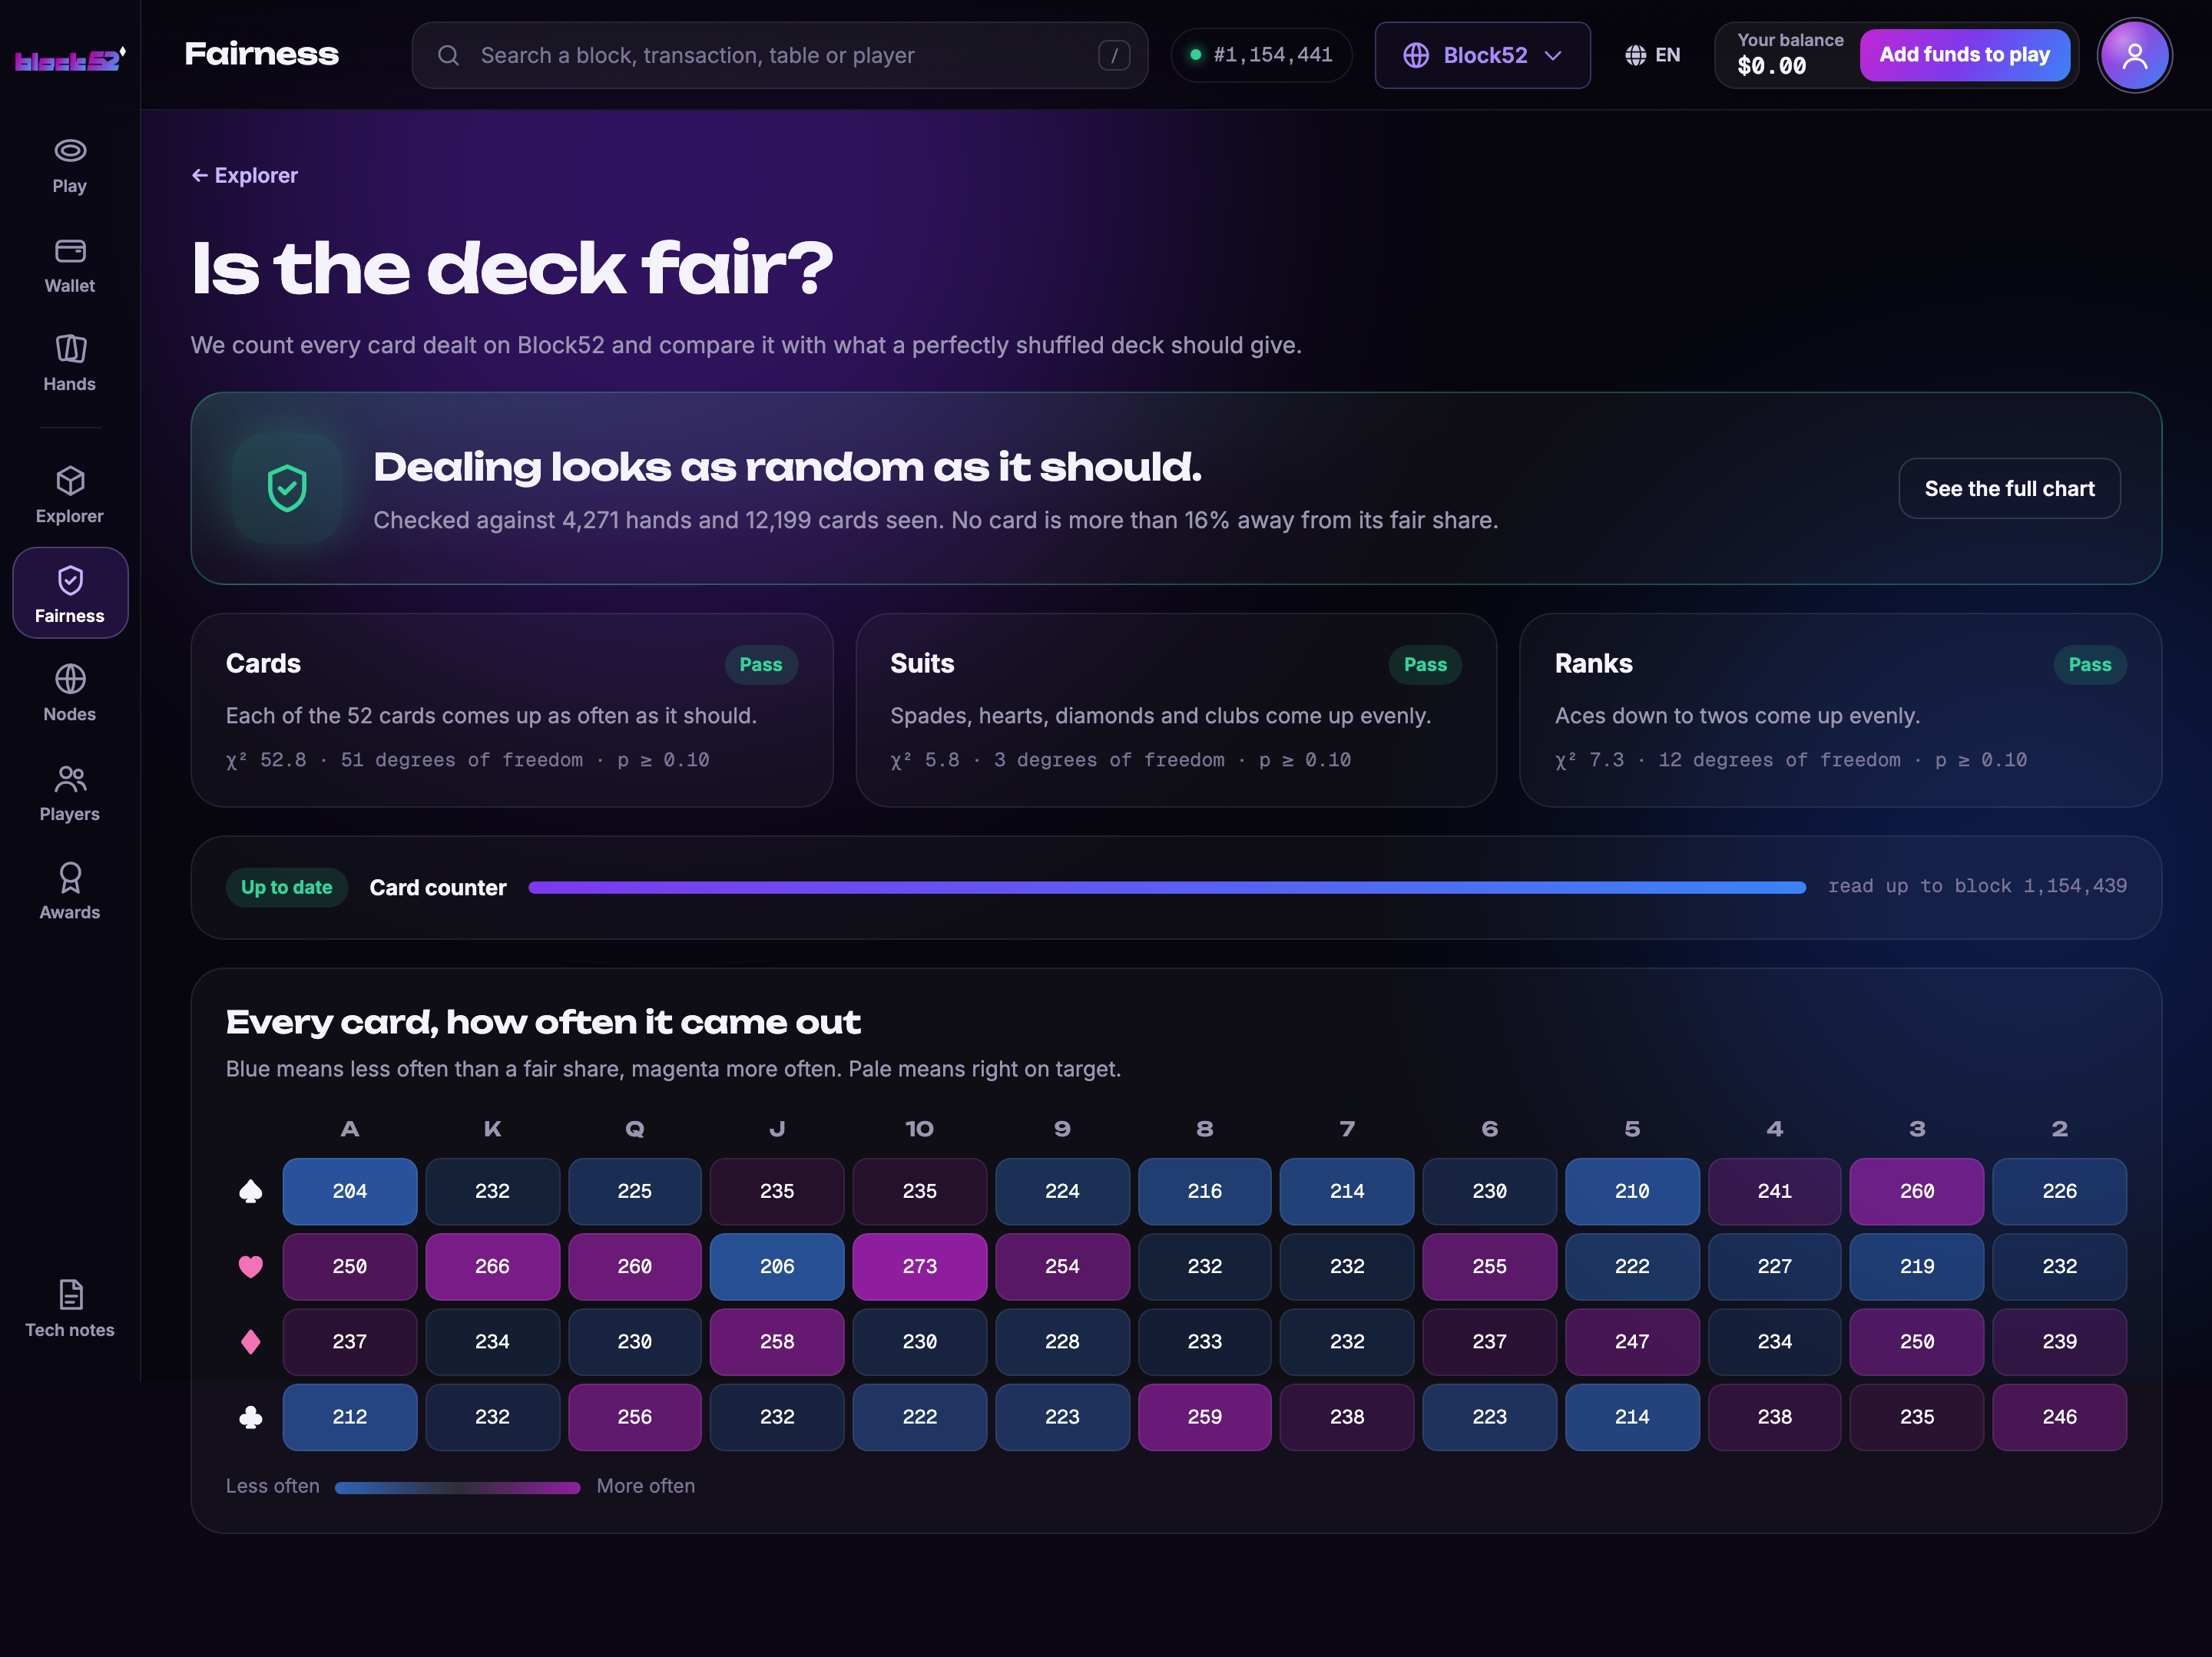 block52
Fairness
Search a block, transaction, table or player /
#1,154,441
Block52
EN
Your balance
$0.00
Add funds to play
Play
Wallet
Hands
Explorer
Fairness
Nodes
Players
Awards
Tech notes
← Explorer
Is the deck fair?
We count every card dealt on Block52 and compare it with what a perfectly shuffled deck should give.
Dealing looks as random as it should.
Checked against 4,271 hands and 12,199 cards seen. No card is more than 16% away from its fair share.
See the full chart
Cards Pass
Each of the 52 cards comes up as often as it should.
χ² 52.8 · 51 degrees of freedom · p ≥ 0.10
Suits Pass
Spades, hearts, diamonds and clubs come up evenly.
χ² 5.8 · 3 degrees of freedom · p ≥ 0.10
Ranks Pass
Aces down to twos come up evenly.
χ² 7.3 · 12 degrees of freedom · p ≥ 0.10
Up to date Card counter read up to block 1,154,439
Every card, how often it came out
Blue means less often than a fair share, magenta more often. Pale means right on target.
A K Q J 10 9 8 7 6 5 4 3 2
♠ 204 232 225 235 235 224 216 214 230 210 241 260 226
♥ 250 266 260 206 273 254 232 232 255 222 227 219 232
♦ 237 234 230 258 230 228 233 232 237 247 234 250 239
♣ 212 232 256 232 222 223 259 238 223 214 238 235 246
Less often More often